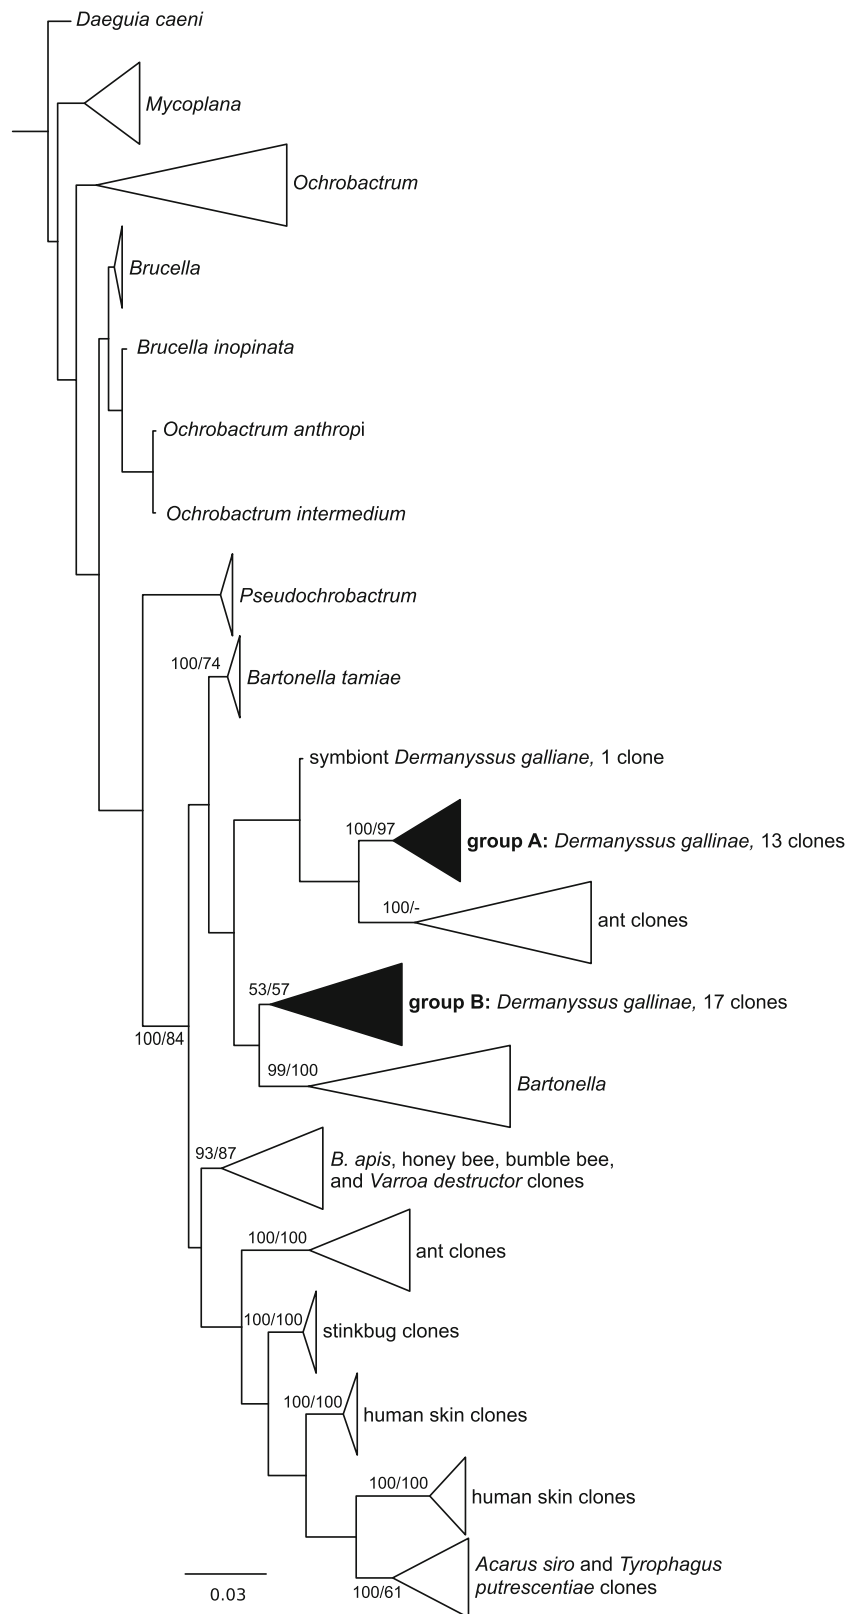 Daeguia caeni
Mycoplana
Ochrobactrum
Brucella
Brucella inopinata
Ochrobactrum anthropi
Ochrobactrum intermedium
Pseudochrobactrum
100/74
Bartonella tamiae
symbiont Dermanyssus galliane, 1 clone
100/97
group A: Dermanyssus gallinae, 13 clones
100/-
ant clones
53/57
group B: Dermanyssus gallinae, 17 clones
100/84
99/100
Bartonella
93/87
B. apis, honey bee, bumble bee,
and Varroa destructor clones
100/100
ant clones
100/100
stinkbug clones
100/100
human skin clones
100/100
human skin clones
Acarus siro and Tyrophagus
putrescentiae clones
100/61
0.03